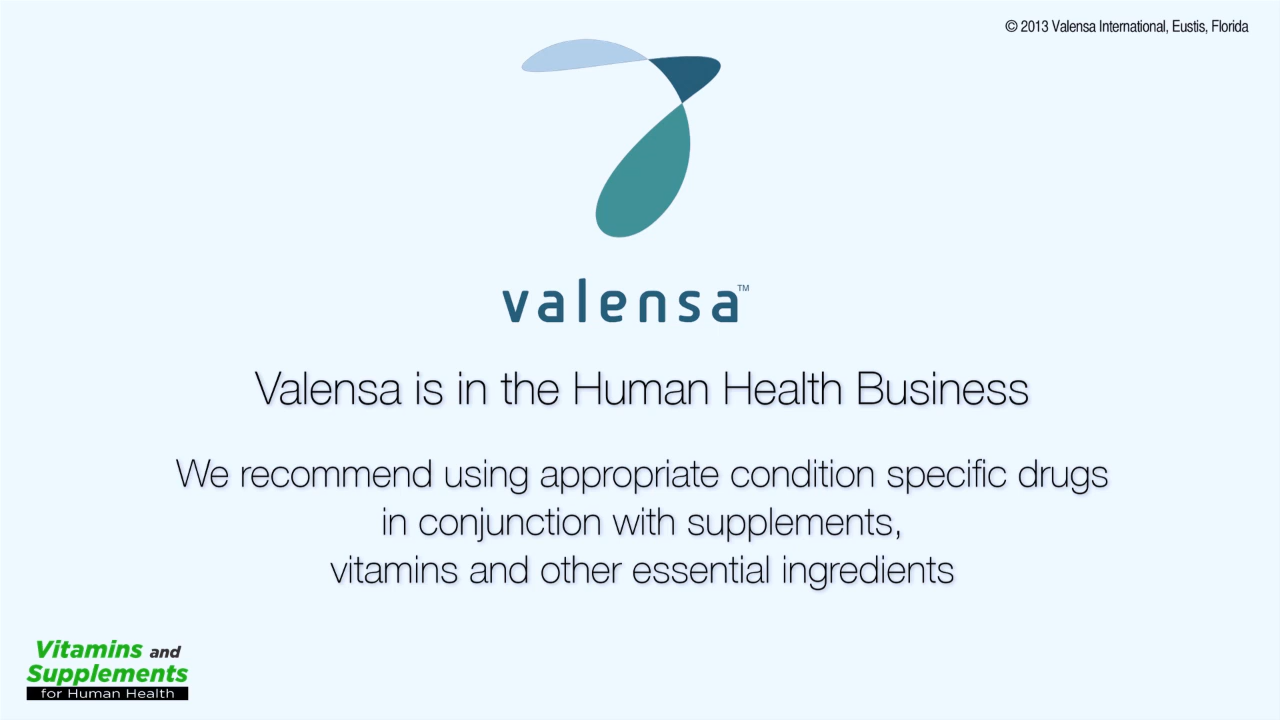 © 2013 Valensa International, Eustis, Florida
valensa™
Valensa is in the Human Health Business
We recommend using appropriate condition specific drugs
in conjunction with supplements,
vitamins and other essential ingredients
Vitamins and
Supplements
for Human Health